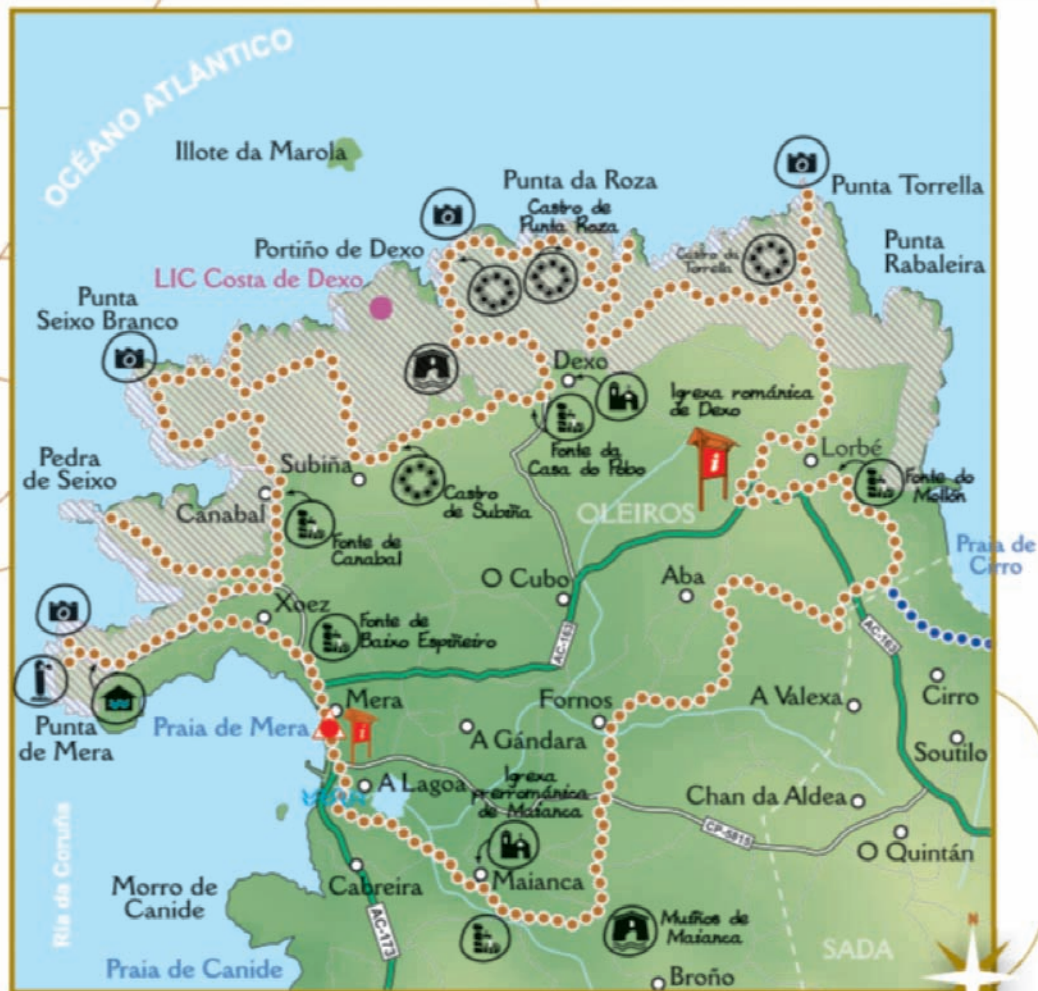 OCÉANO ATLÁNTICO
Illote da Marola
Punta da Roza
Castro de
Punta Roza
Punta Torrella
Portiño de Dexo
LIC Costa de Dexo
Castro da
Torrella
Punta
Rabaleira
Punta
Seixo Branco
Dexo
Igrexa románica
de Dexo
i
Fonte da
Casa do Pobo
Lorbé
Fonte do
Mollón
Pedra
de Seixo
Subiña
Canabal
Castro
de Subiña
OLEIROS
Fonte de
Canabal
Praia de
Cirro
O Cubo
Aba
Xoez
Fonte de
Baixo Espiñeiro
AC-163
AC-163
Punta
de Mera
Praia de Mera
Mera
i
Fornos
A Gándara
A Valexa
Cirro
Soutilo
A Lagoa
Igrexa
prerrománica
de Maianca
Chan da Aldea
CP-5815
O Quintán
Ría da Coruña
Morro de
Canide
Cabreira
Maianca
AC-173
Muíños de
Maianca
Praia de Canide
SADA
N
Broño